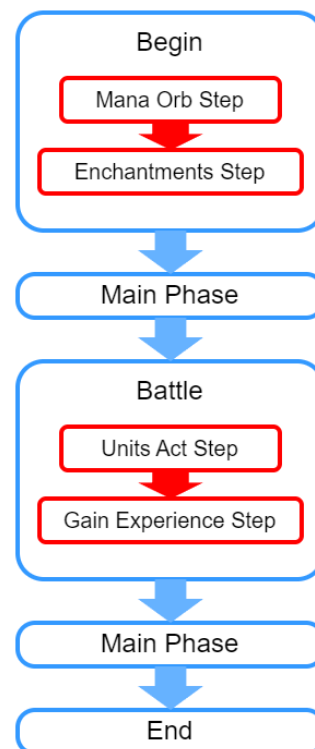 Begin
Mana Orb Step
Enchantments Step
Main Phase
Battle
Units Act Step
Gain Experience Step
Main Phase
End